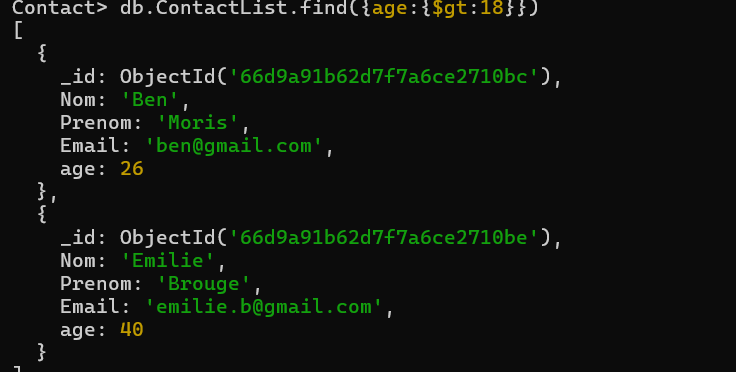 Contact> db.ContactList.find({age:{$gt:18}})
[
  {
    _id: ObjectId('66d9a91b62d7f7a6ce2710bc'),
    Nom: 'Ben',
    Prenom: 'Moris',
    Email: 'ben@gmail.com',
    age: 26
  },
  {
    _id: ObjectId('66d9a91b62d7f7a6ce2710be'),
    Nom: 'Emilie',
    Prenom: 'Brouge',
    Email: 'emilie.b@gmail.com',
    age: 40
  }
]